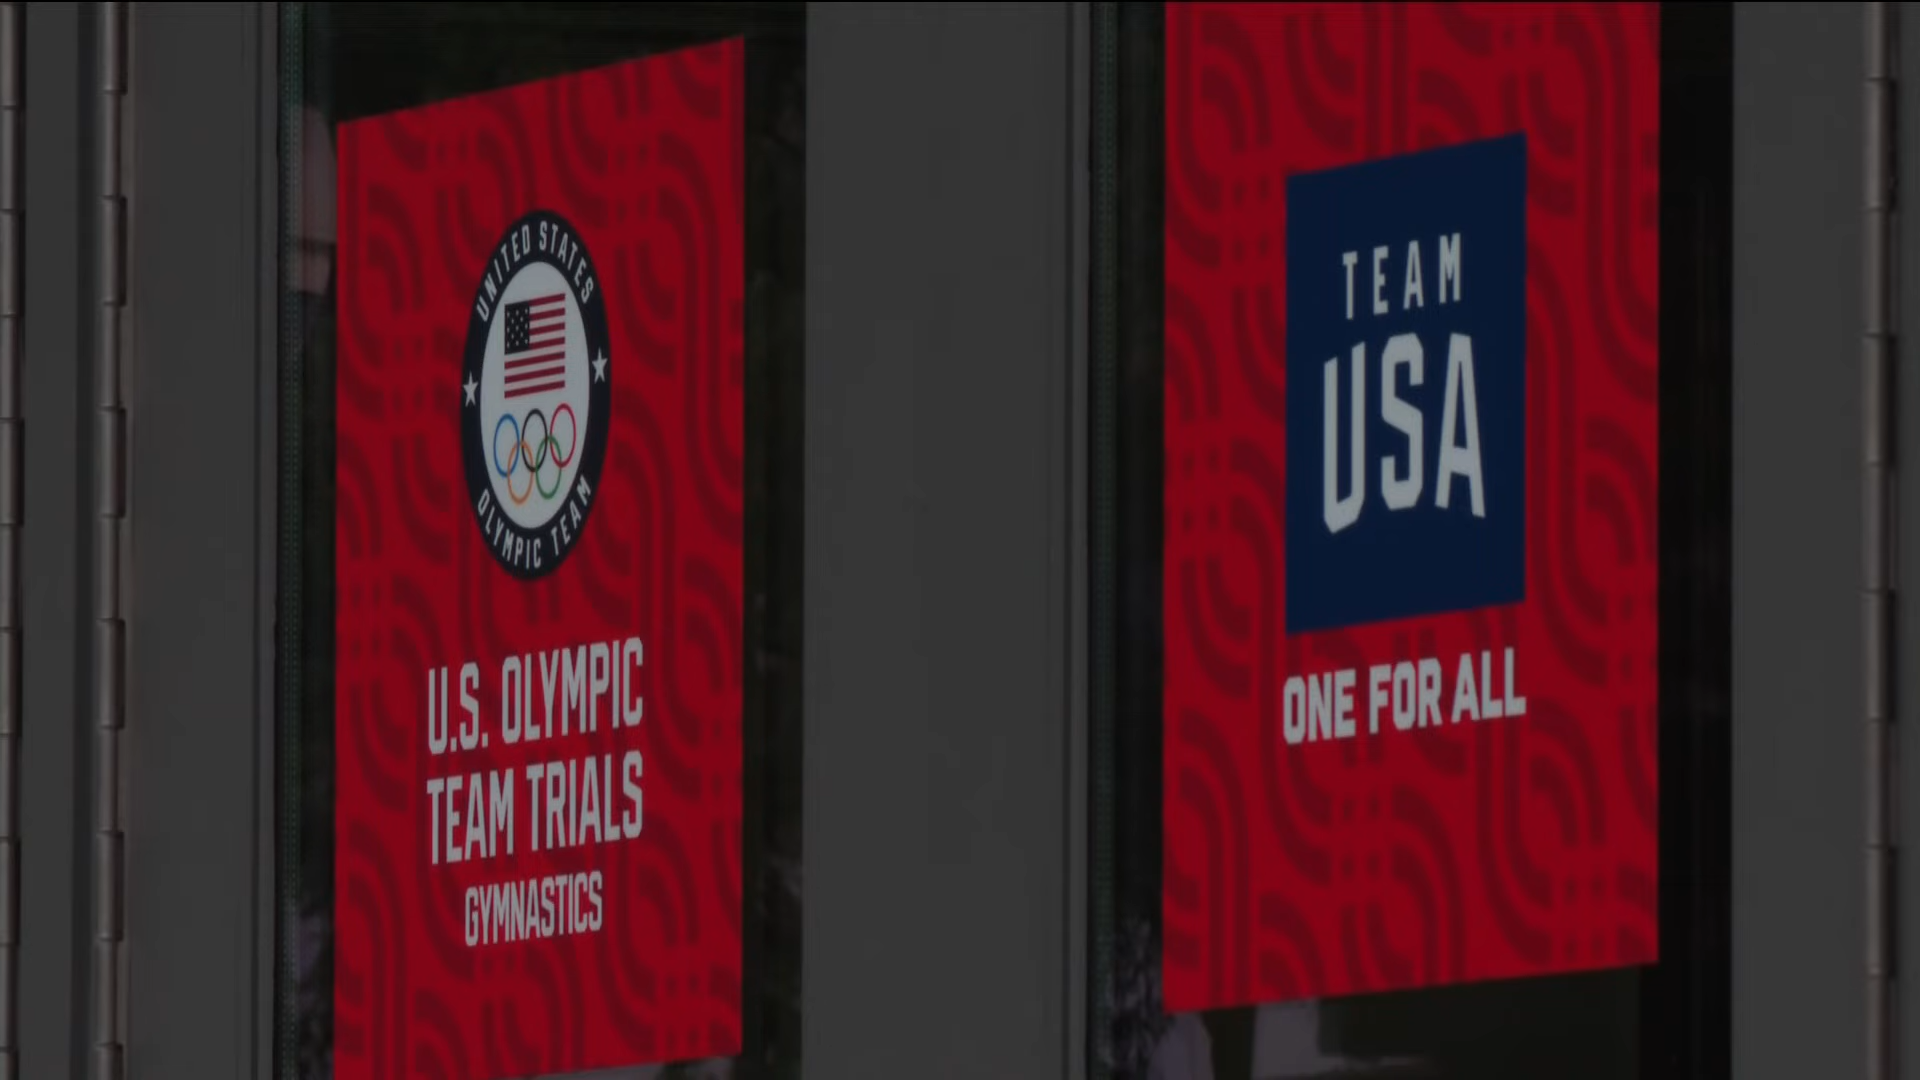 UNITED STATES
OLYMPIC TEAM
U.S. OLYMPIC
TEAM TRIALS
GYMNASTICS
TEAM
USA
ONE FOR ALL